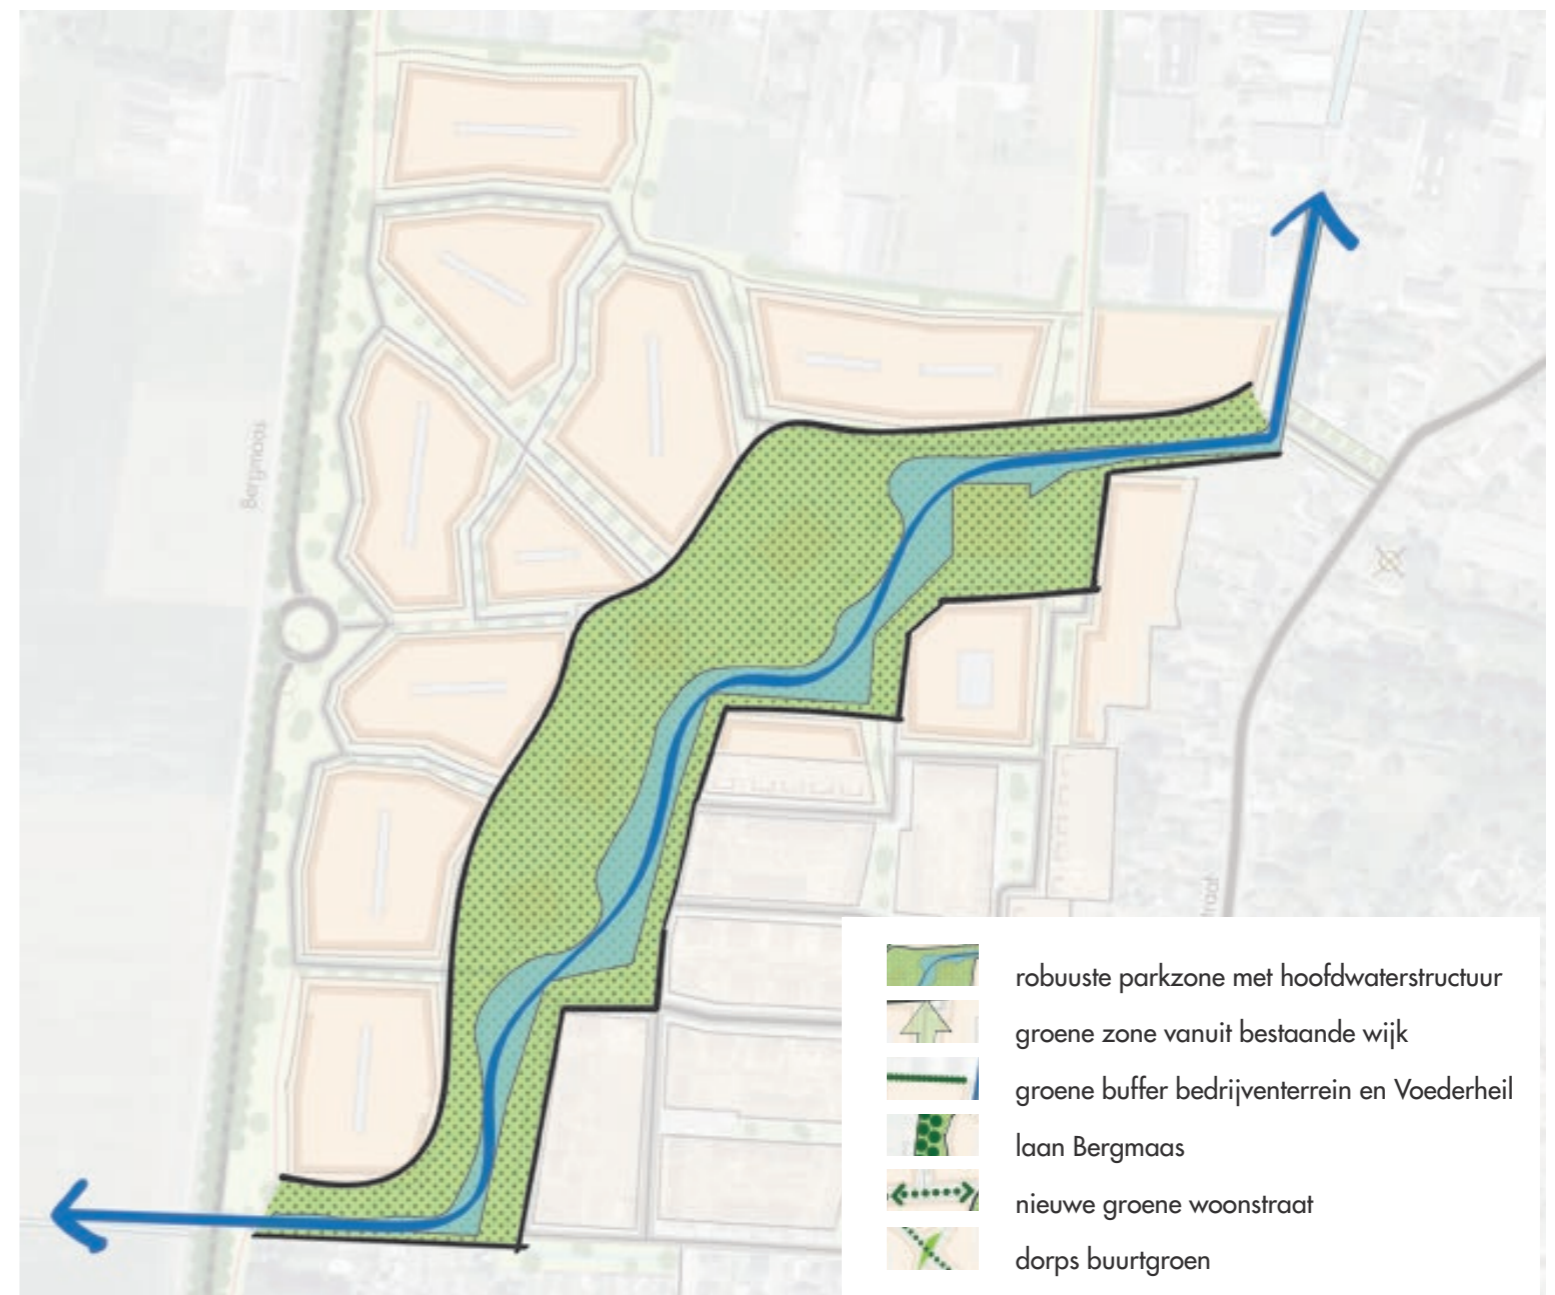 Bergmaas
traat
robuuste parkzone met hoofdwaterstructuur
groene zone vanuit bestaande wijk
groene buffer bedrijventerrein en Voederheil
laan Bergmaas
nieuwe groene woonstraat
dorps buurtgroen